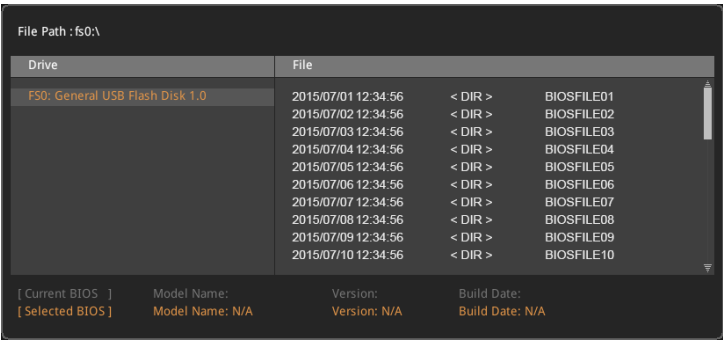 File Path : fs0:\
Drive File
FS0: General USB Flash Disk 1.0
2015/07/01 12:34:56 < DIR > BIOSFILE01
2015/07/02 12:34:56 < DIR > BIOSFILE02
2015/07/03 12:34:56 < DIR > BIOSFILE03
2015/07/04 12:34:56 < DIR > BIOSFILE04
2015/07/05 12:34:56 < DIR > BIOSFILE05
2015/07/06 12:34:56 < DIR > BIOSFILE06
2015/07/07 12:34:56 < DIR > BIOSFILE07
2015/07/08 12:34:56 < DIR > BIOSFILE08
2015/07/09 12:34:56 < DIR > BIOSFILE09
2015/07/10 12:34:56 < DIR > BIOSFILE10
[ Current BIOS ] Model Name: Version: Build Date:
[ Selected BIOS ] Model Name: N/A Version: N/A Build Date: N/A